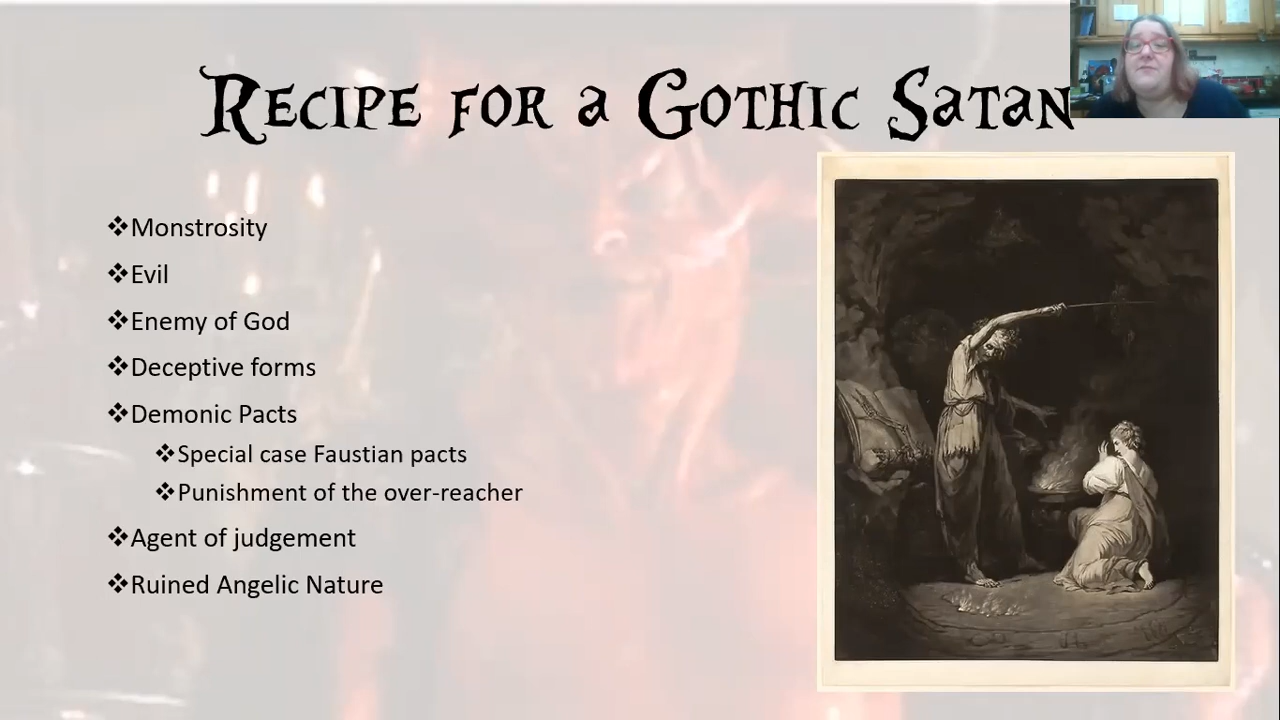 Recipe for a Gothic Satan
❖Monstrosity
❖Evil
❖Enemy of God
❖Deceptive forms
❖Demonic Pacts
❖Special case Faustian pacts
❖Punishment of the over-reacher
❖Agent of judgement
❖Ruined Angelic Nature